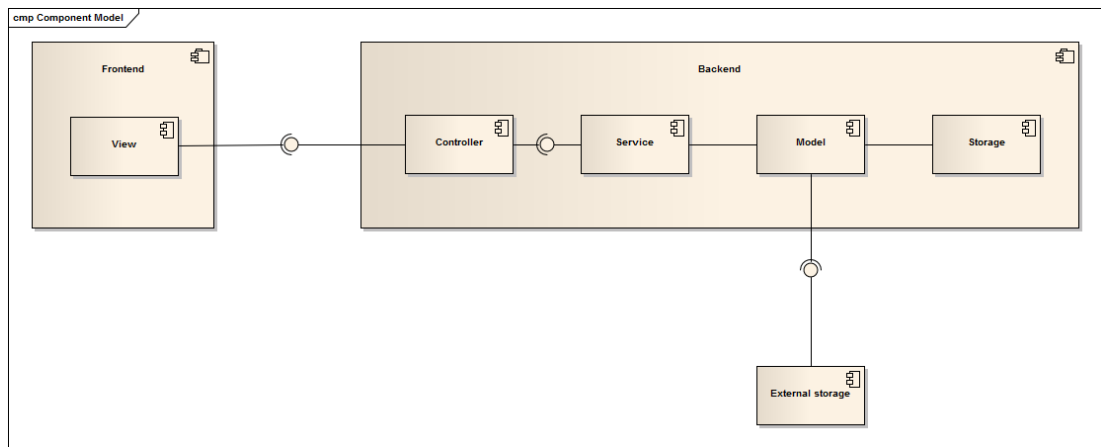 cmp Component Model
Frontend
Backend
View
Controller
Service
Model
Storage
External storage